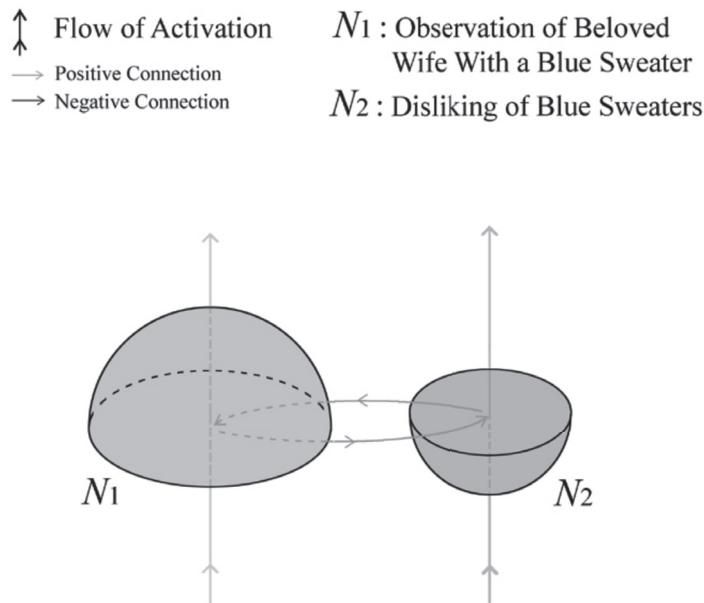 Flow of Activation
Positive Connection
Negative Connection
N1 : Observation of Beloved
Wife With a Blue Sweater
N2 : Disliking of Blue Sweaters
N1
N2